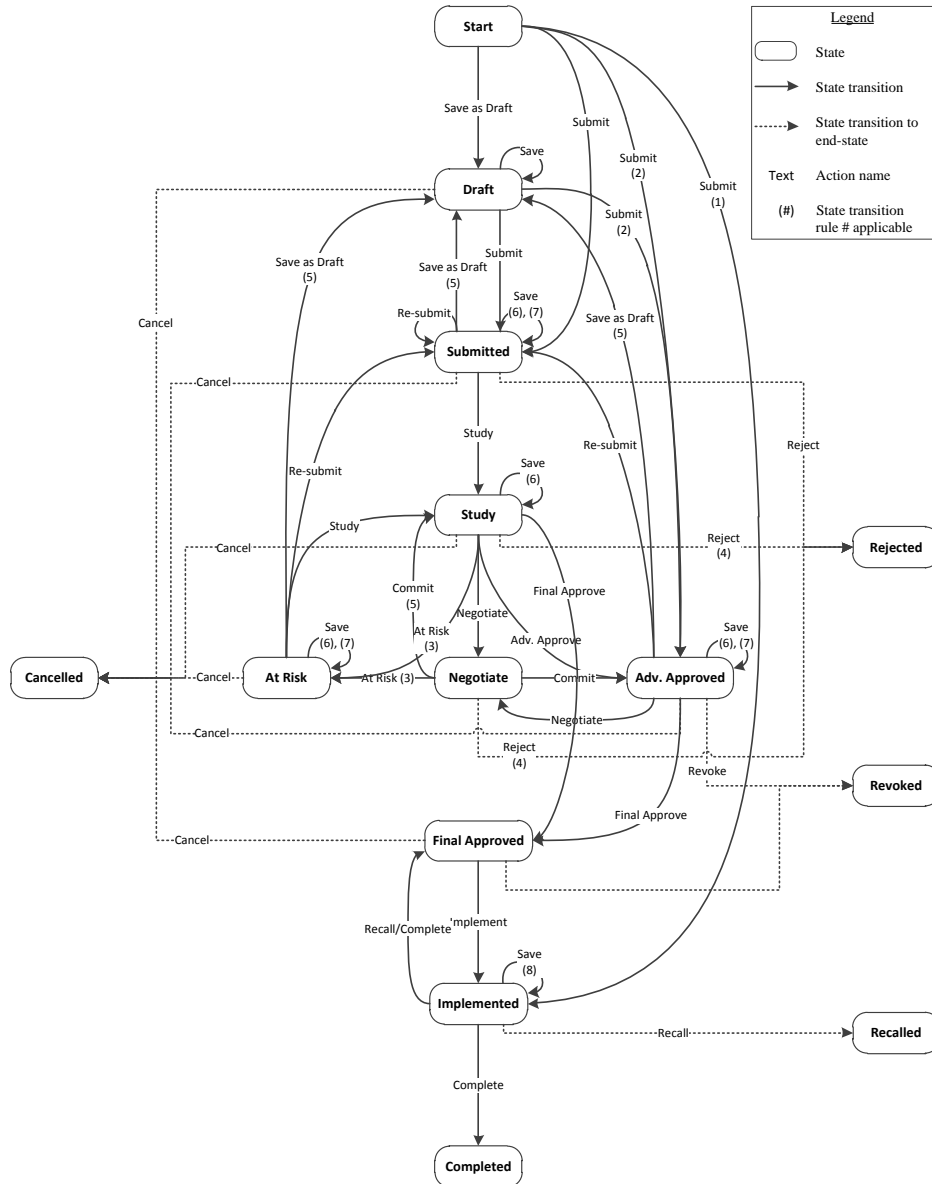 Start
Legend
State
State transition
State transition to
end-state
Text
Action name
(#)
State transition
rule # applicable
Save as Draft
Submit
Submit
(2)
Submit
(1)
Save
Draft
Submit
(2)
Save as Draft
(5)
Save as Draft
(5)
Submit
Save
(6), (7)
Save as Draft
(5)
Cancel
Re-submit
Submitted
Cancel
Study
Re-submit
Re-submit
Reject
Save
(6)
Study
Study
Cancel
Reject
(4)
Rejected
Commit
(5)
Final Approve
At Risk
(3)
Negotiate
Adv. Approve
Save
(6), (7)
Save
(6), (7)
Cancelled
Cancel
At Risk
At Risk (3)
Negotiate
Commit
Adv. Approved
Negotiate
Cancel
Reject
(4)
Revoke
Revoked
Final Approve
Cancel
Final Approved
Recall/Complete
Implement
Save
(8)
Implemented
Recall
Recalled
Complete
Completed